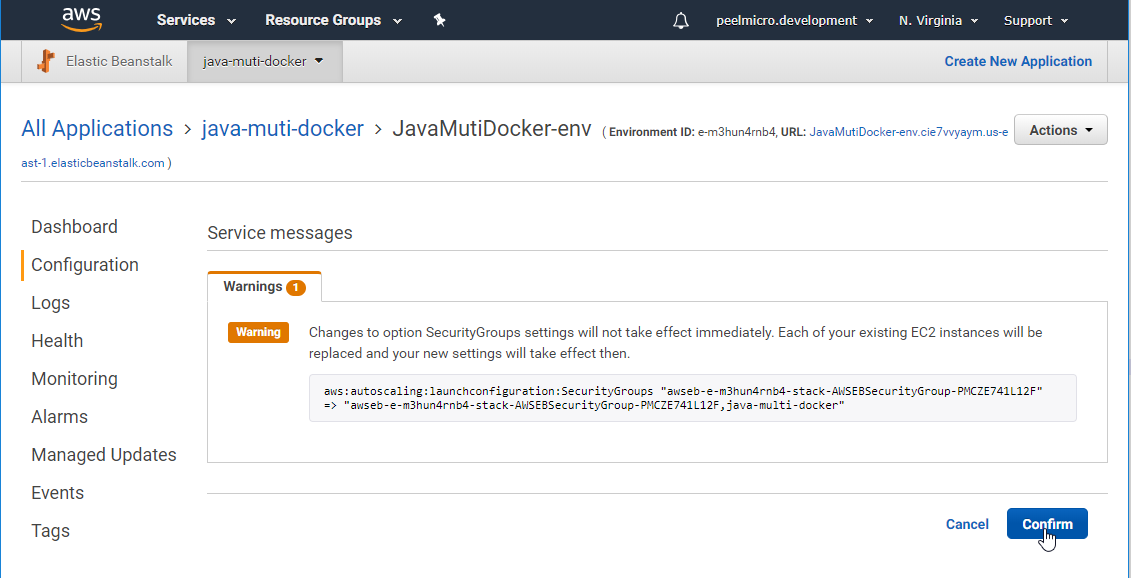 aws Services Resource Groups peelmicro.development N. Virginia Support
Elastic Beanstalk java-muti-docker Create New Application
All Applications > java-muti-docker > JavaMutiDocker-env ( Environment ID: e-m3hun4rnb4, URL: JavaMutiDocker-env.cie7vvyaym.us-e Actions
ast-1.elasticbeanstalk.com )
Dashboard
Configuration
Logs
Health
Monitoring
Alarms
Managed Updates
Events
Tags
Service messages
Warnings 1
Warning Changes to option SecurityGroups settings will not take effect immediately. Each of your existing EC2 instances will be
replaced and your new settings will take effect then.
aws:autoscaling:launchconfiguration:SecurityGroups "awseb-e-m3hun4rnb4-stack-AWSEBSecurityGroup-PMCZE741L12F"
=> "awseb-e-m3hun4rnb4-stack-AWSEBSecurityGroup-PMCZE741L12F,java-multi-docker"
Cancel Confirm